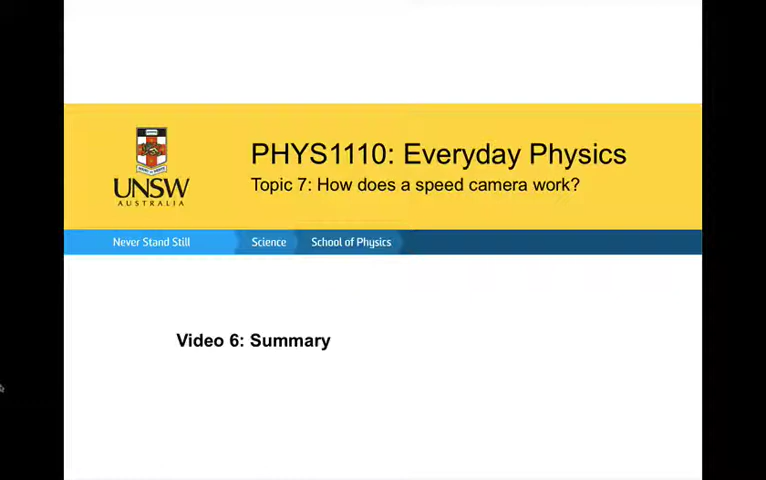 PHYS1110: Everyday Physics
Topic 7: How does a speed camera work?
UNSW
AUSTRALIA
Never Stand Still
Science
School of Physics
Video 6: Summary